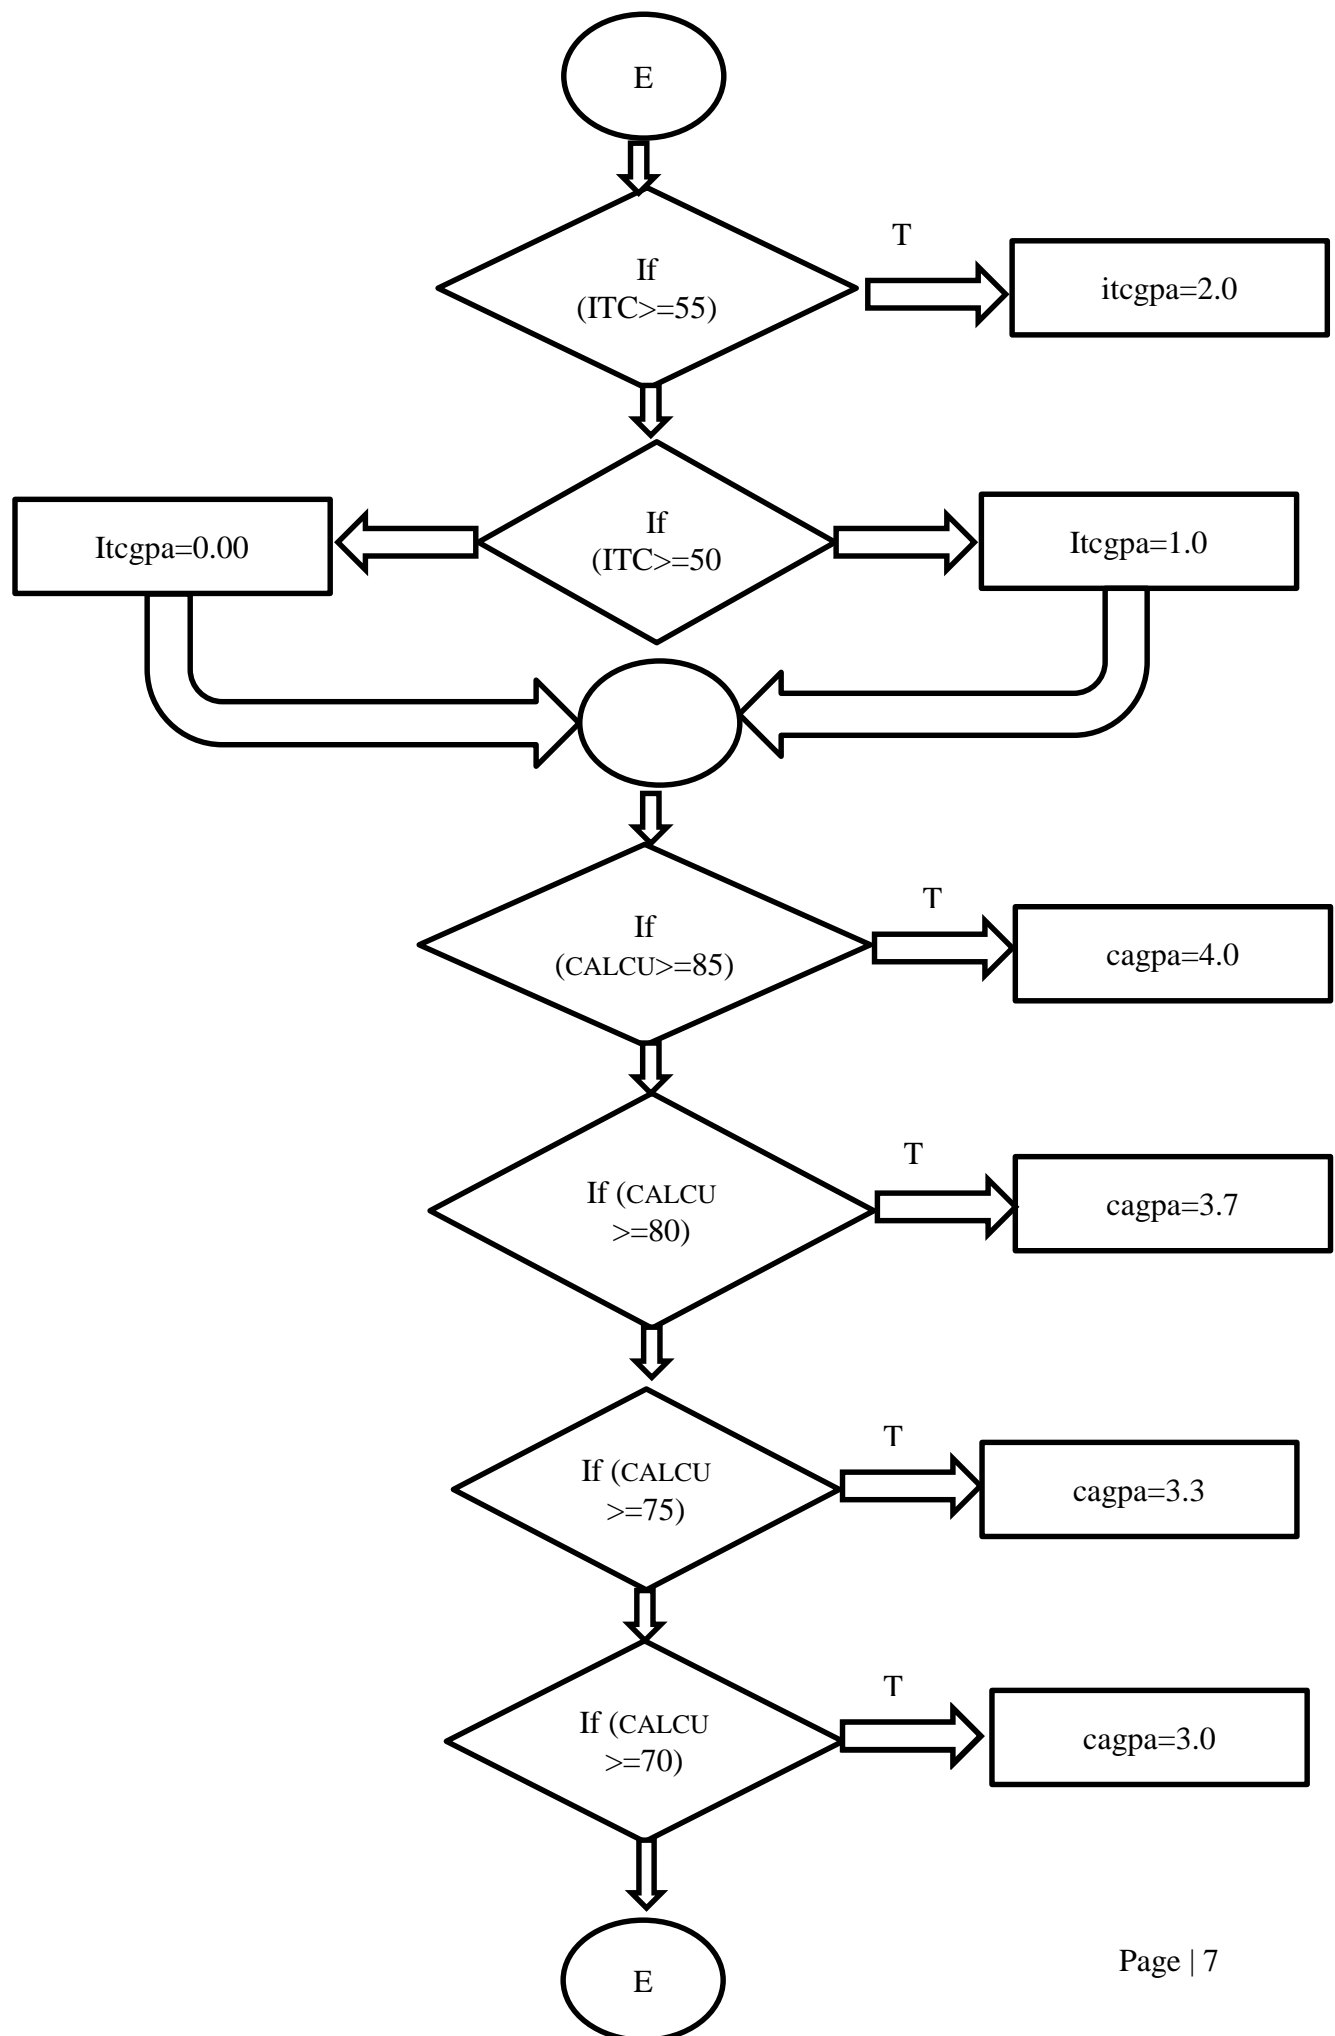 E
T
If
(ITC>=55)
itcgpa=2.0
If
(ITC>=50
Itcgpa=0.00
Itcgpa=1.0
T
If
(CALCU>=85)
cagpa=4.0
T
If (CALCU
>=80)
cagpa=3.7
T
If (CALCU
>=75)
cagpa=3.3
T
If (CALCU
>=70)
cagpa=3.0
E
Page | 7